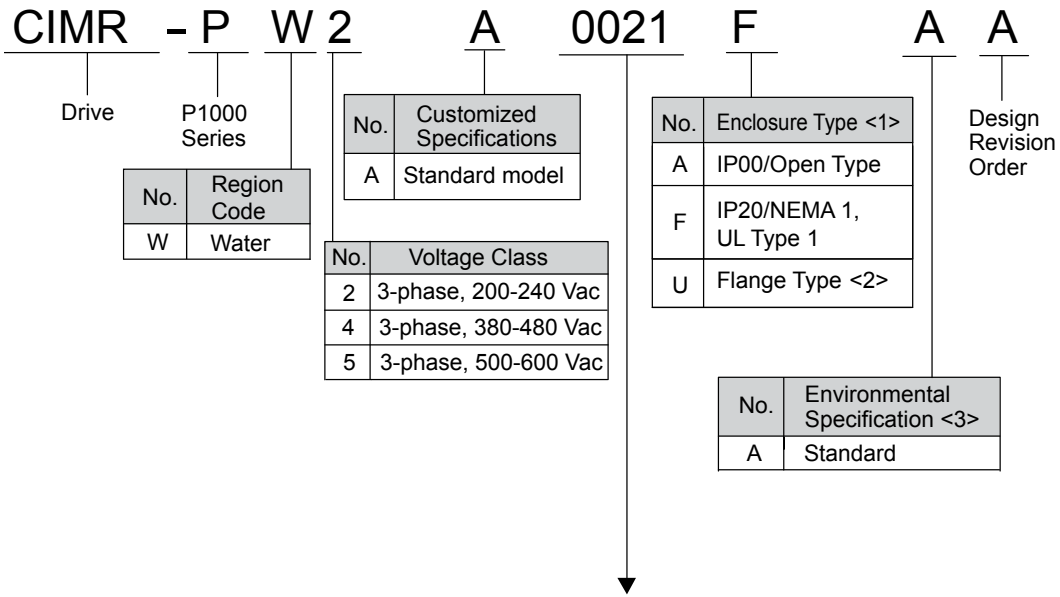 CIMR - P W 2 A 0021 F A A
Drive
P1000
Series
No. Region
Code
W Water
No. Customized
Specifications
A Standard model
No. Voltage Class
2 3-phase, 200-240 Vac
4 3-phase, 380-480 Vac
5 3-phase, 500-600 Vac
No. Enclosure Type <1>
A IP00/Open Type
F IP20/NEMA 1,
UL Type 1
U Flange Type <2>
No. Environmental
Specification <3>
A Standard
Design
Revision
Order